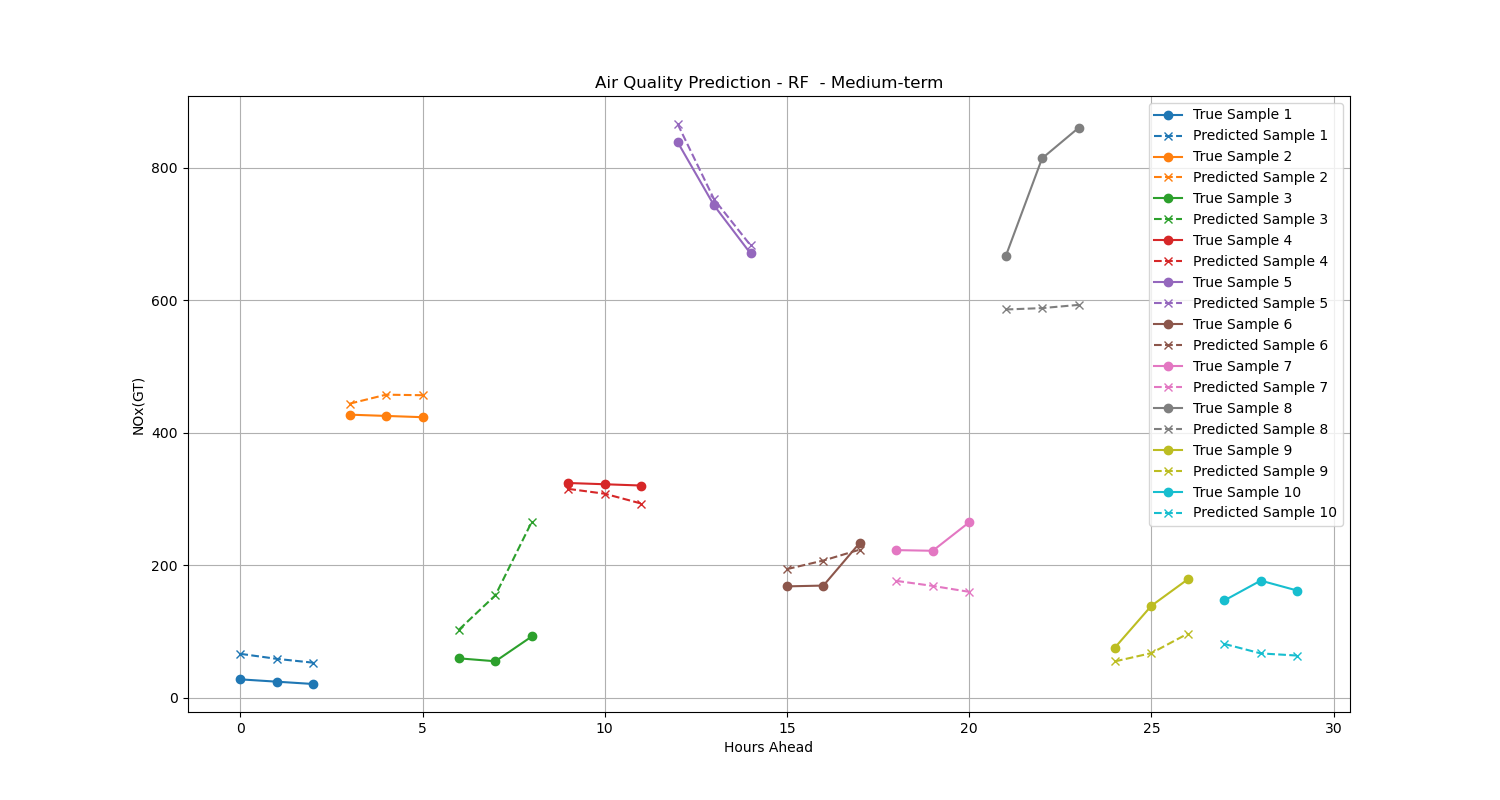 Air Quality Prediction - RF  - Medium-term
NOx(GT)
800
600
400
200
0
0 5 10 15 20 25 30
Hours Ahead
True Sample 1
Predicted Sample 1
True Sample 2
Predicted Sample 2
True Sample 3
Predicted Sample 3
True Sample 4
Predicted Sample 4
True Sample 5
Predicted Sample 5
True Sample 6
Predicted Sample 6
True Sample 7
Predicted Sample 7
True Sample 8
Predicted Sample 8
True Sample 9
Predicted Sample 9
True Sample 10
Predicted Sample 10